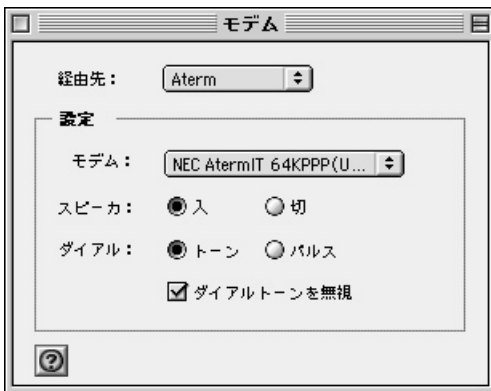 モデム
経由先： Aterm
設定
モデム： NEC AtermIT 64KPPP(U...
スピーカ： 入 切
ダイアル： トーン パルス
ダイアルトーンを無視
?